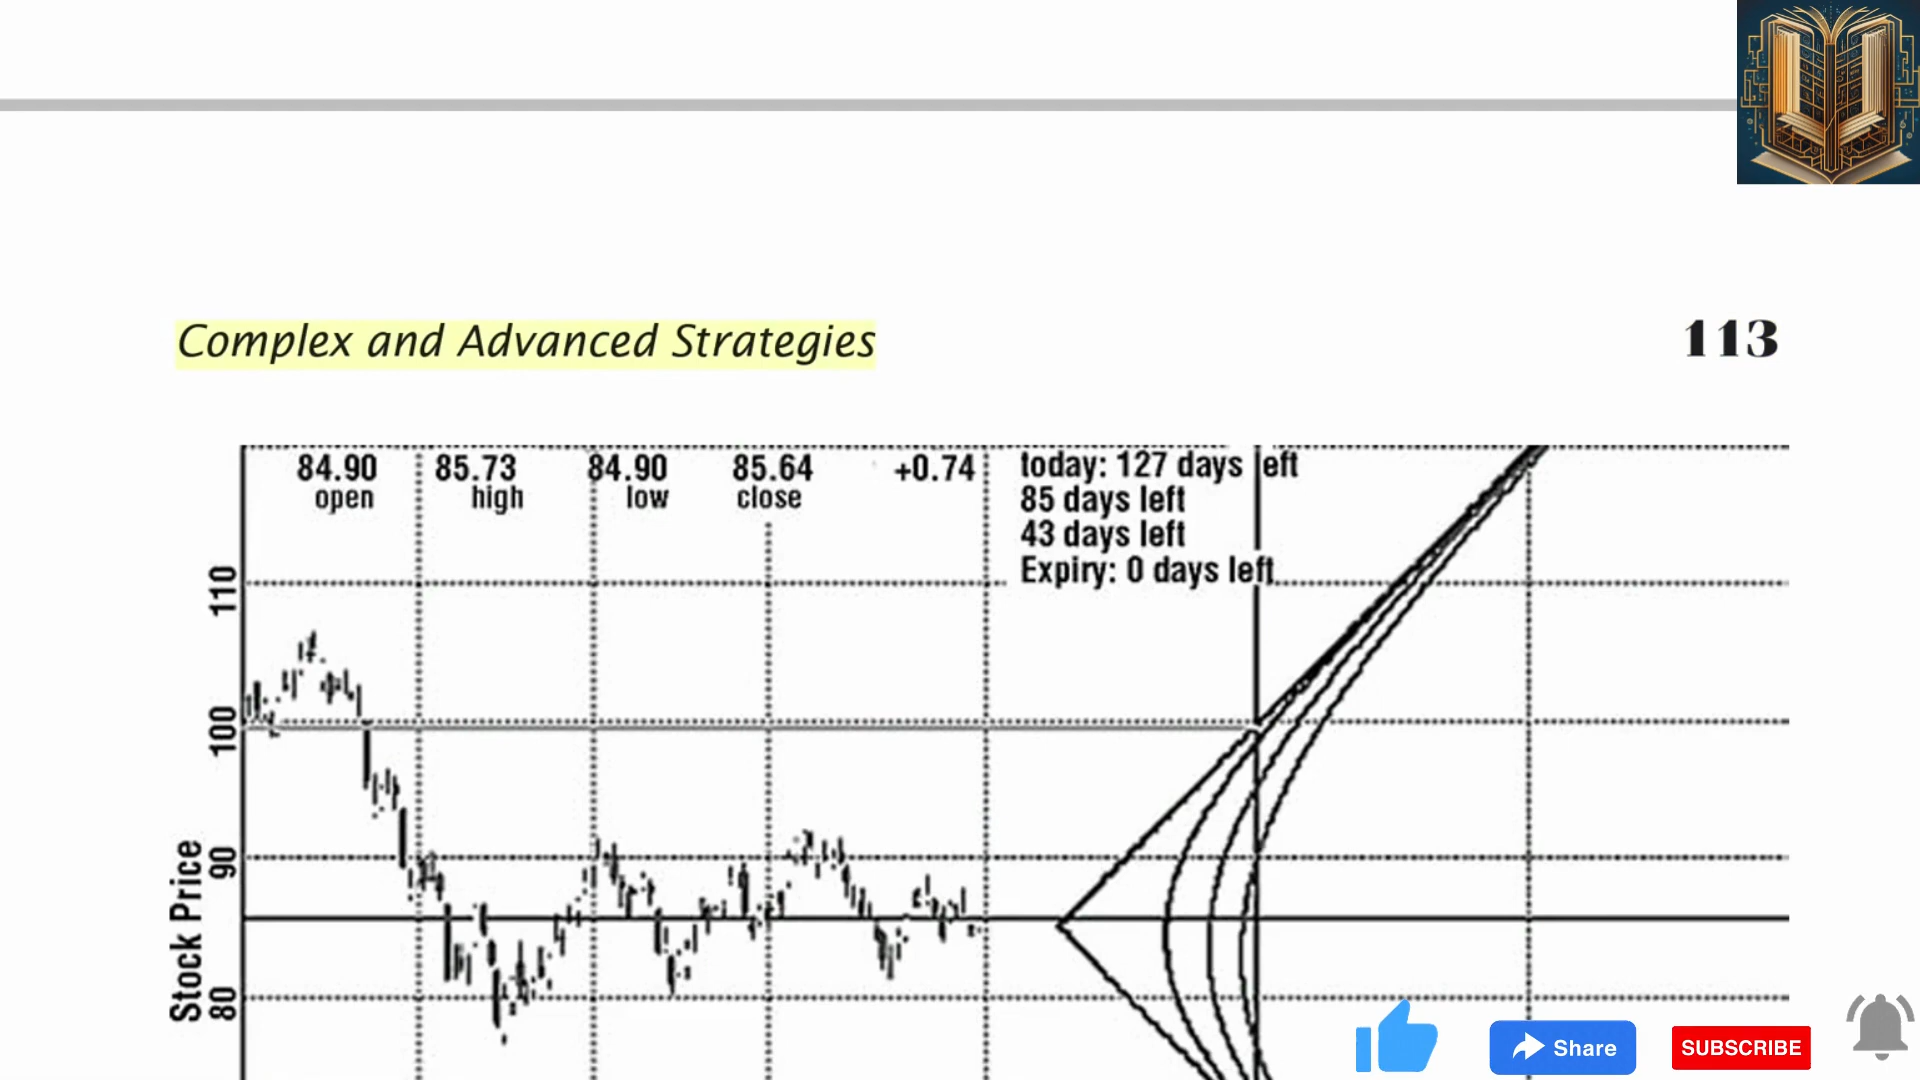 Complex and Advanced Strategies
113
84.90 85.73 84.90 85.64 +0.74
open high low close
today: 127 days left
85 days left
43 days left
Expiry: 0 days left
110
100
90
80
Stock Price
Share
SUBSCRIBE